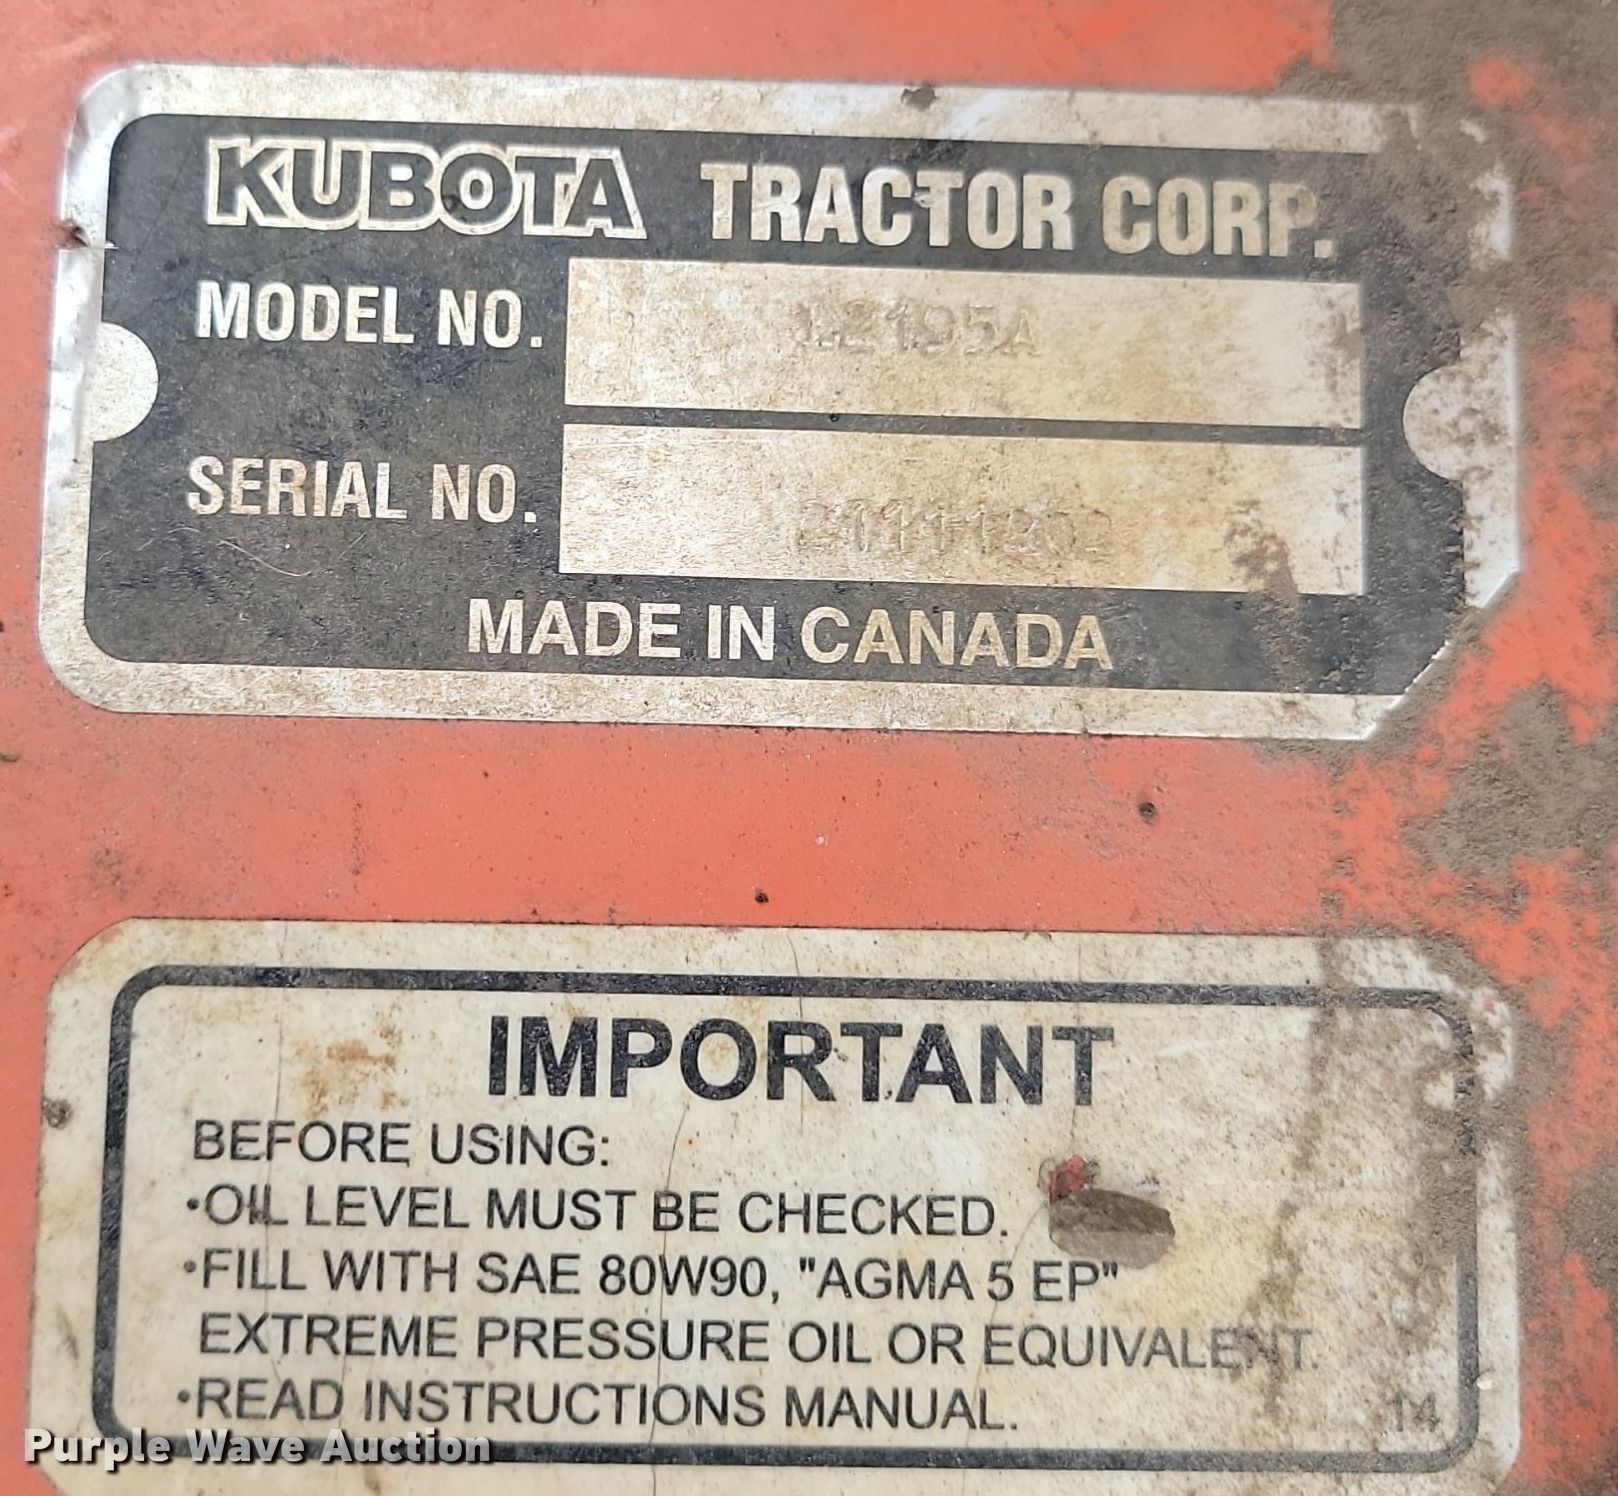 KUBOTA TRACTOR CORP.
MODEL NO. L2195A
SERIAL NO.
MADE IN CANADA
IMPORTANT
BEFORE USING:
•OIL LEVEL MUST BE CHECKED.
•FILL WITH SAE 80W90, "AGMA 5 EP"
EXTREME PRESSURE OIL OR EQUIVALENT.
•READ INSTRUCTIONS MANUAL.
14
Purple Wave Auction